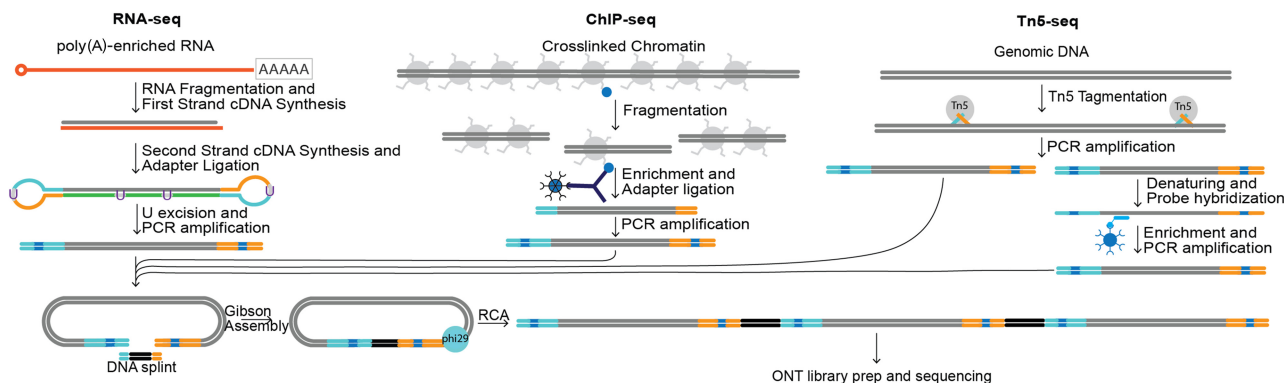 RNA-seq
poly(A)-enriched RNA
AAAAA
RNA Fragmentation and
First Strand cDNA Synthesis
Second Strand cDNA Synthesis and
Adapter Ligation
U
U
U
U
U excision and
PCR amplification
ChIP-seq
Crosslinked Chromatin
Fragmentation
Enrichment and
Adapter ligation
PCR amplification
Tn5-seq
Genomic DNA
Tn5 Tagmentation
Tn5
Tn5
PCR amplification
Denaturing and
Probe hybridization
Enrichment and
PCR amplification
DNA splint
Gibson
Assembly
phi29
RCA
ONT library prep and sequencing